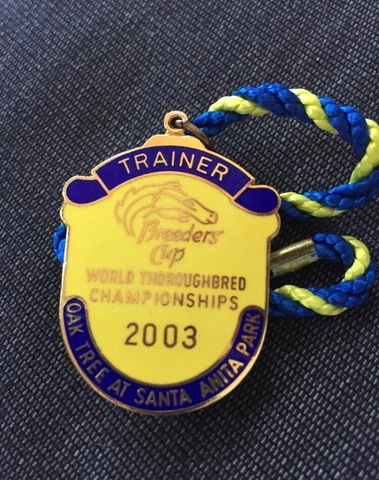 TRAINER
Breeders'
Cup
WORLD THOROUGHBRED
CHAMPIONSHIPS
2003
OAK TREE AT SANTA ANITA PARK